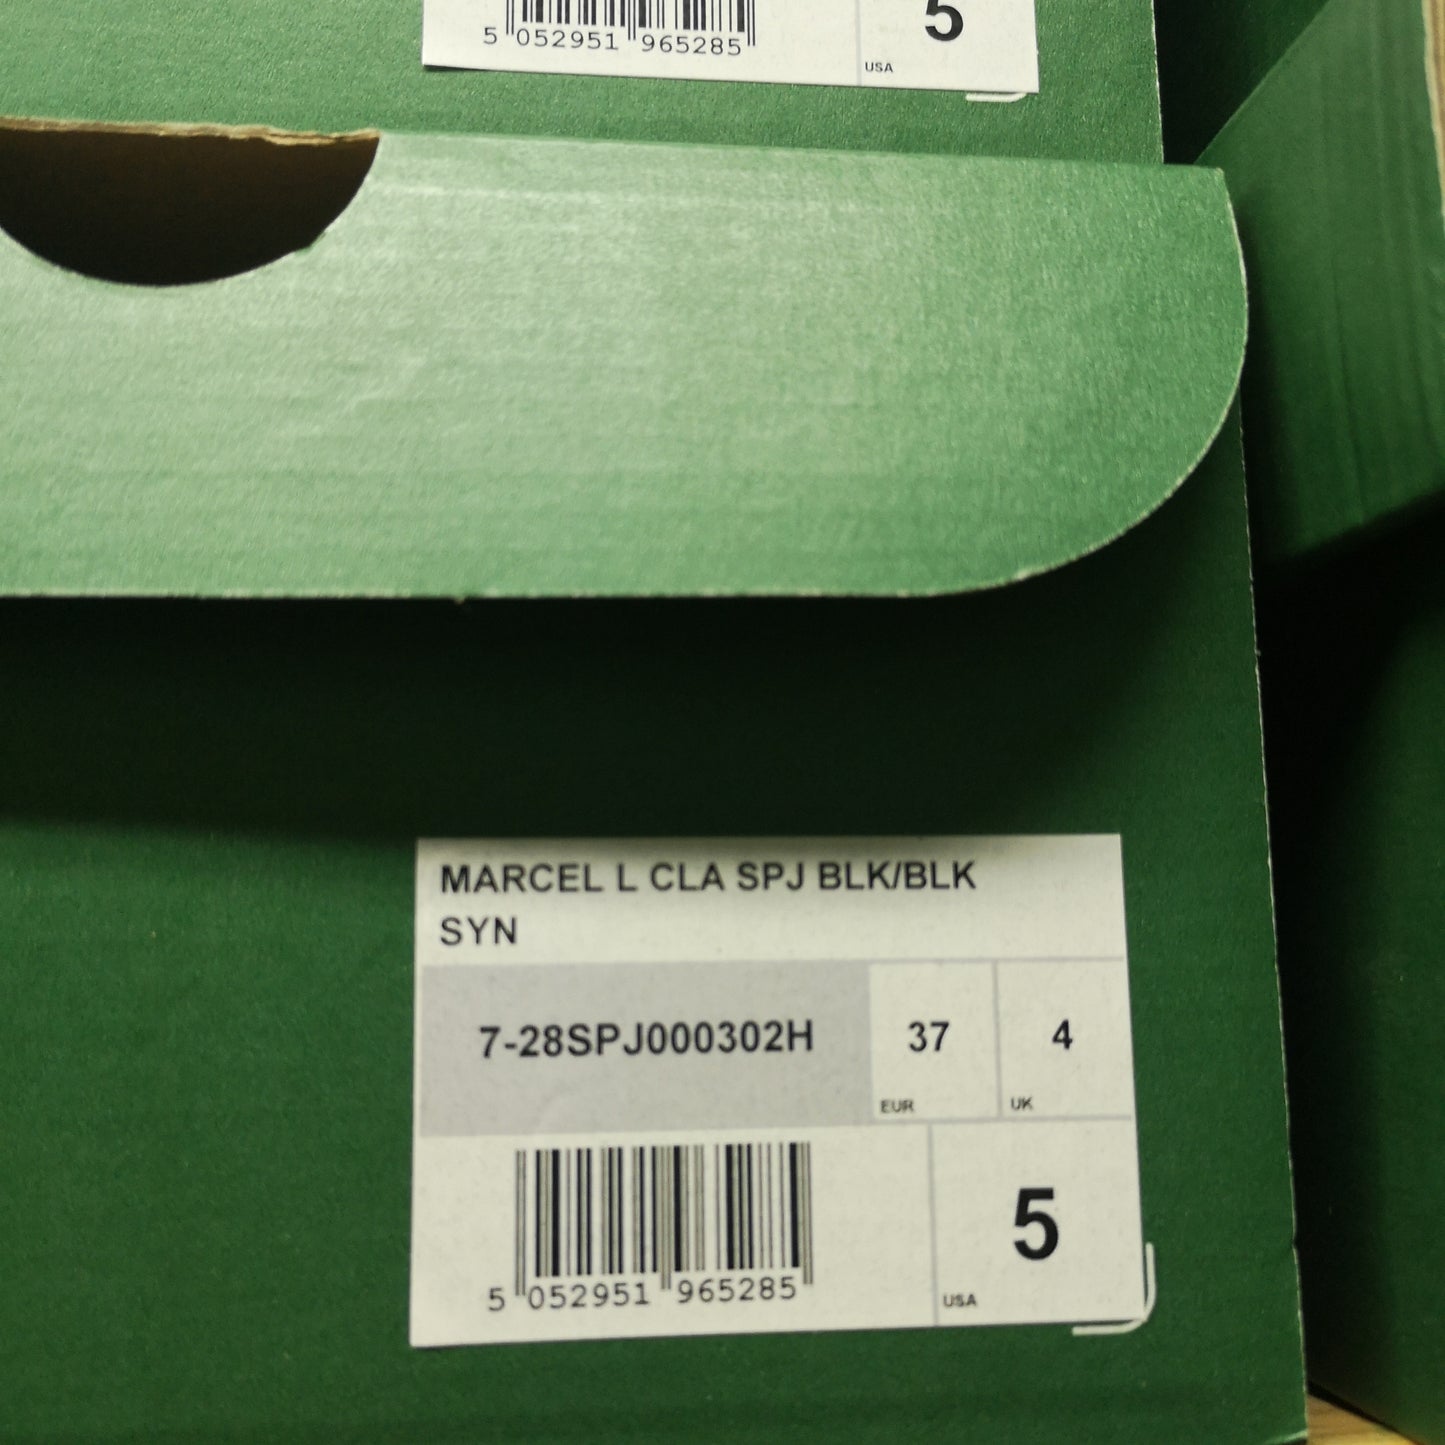 5 052951 965285
5
USA
MARCEL L CLA SPJ BLK/BLK
SYN
7-28SPJ000302H
37
EUR
4
UK
5 052951 965285
5
USA